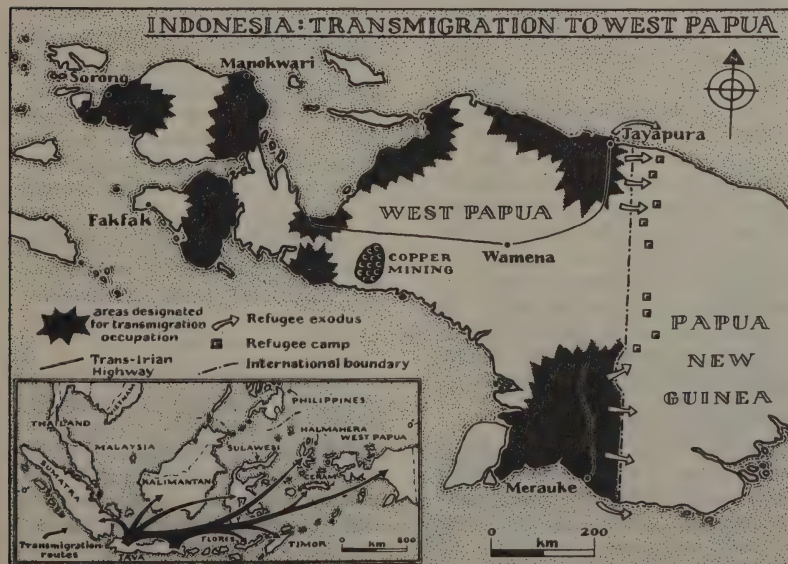 INDONESIA: TRANSMIGRATION TO WEST PAPUA
Sorong
Manokwari
N
Jayapura
WEST PAPUA
Fakfak
Wamena
COPPER
MINING
areas designated
for transmigration
occupation
Refugee exodus
Refugee camp
Trans-Irian
Highway
International boundary
PAPUA
NEW
GUINEA
Merauke
0 200
km
VIETNAM
THAILAND
PHILIPPINES
MALAYSIA
SULAWESI
HALMAHERA
WEST PAPUA
SUMATRA
KALIMANTAN
CERAM
Transmigration
routes
JAVA
FLORES
TIMOR
0 800
km